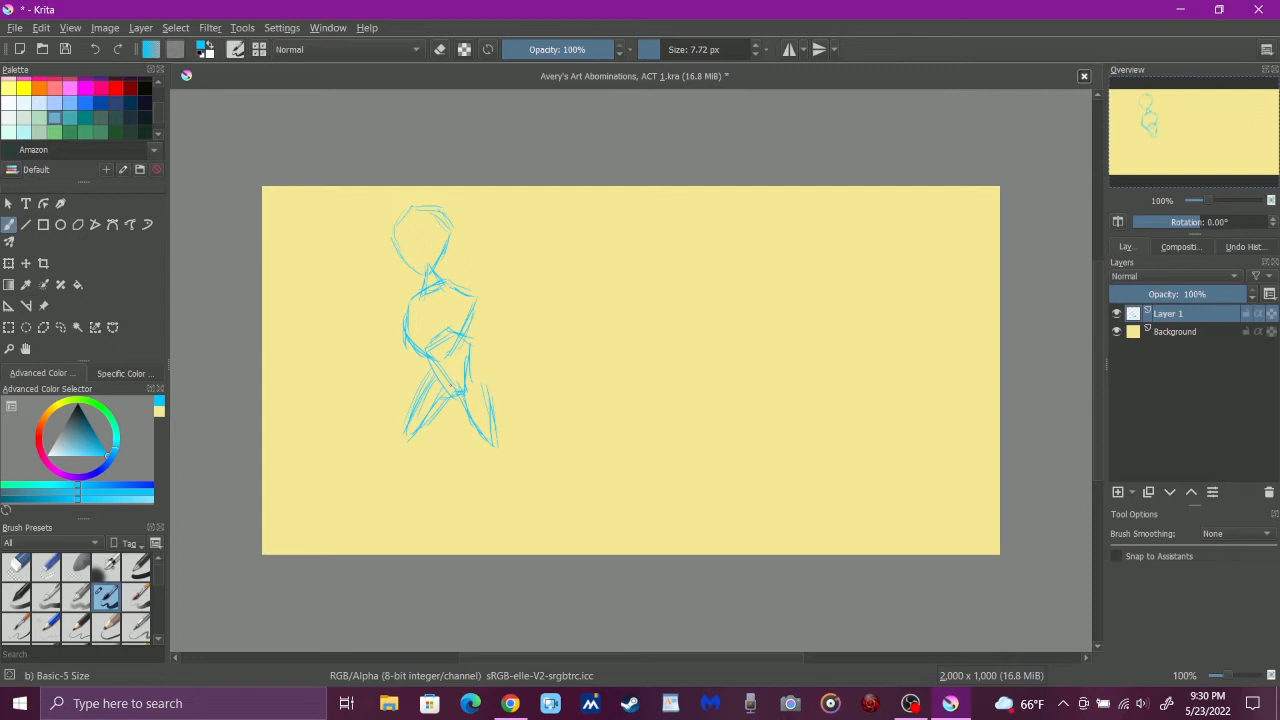 * - Krita
File Edit View Image Layer Select Filter Tools Settings Window Help
Normal Opacity: 100% Size: 7.72 px
Palette
Avery's Art Abominations, ACT 1.kra (16.8 MiB) *
Overview
Amazon
Default
100%
Rotation: 0.00°
Lay... Compositi... Undo Hist...
Layers
Normal
Opacity: 100%
Layer 1
Background
Advanced Color ... Specific Color ...
Advanced Color Selector
Tool Options
Brush Smoothing: None
Snap to Assistants
Brush Presets
All Tag
Search
b) Basic-5 Size RGB/Alpha (8-bit integer/channel) sRGB-elle-V2-srgbtrc.icc 2,000 x 1,000 (16.8 MiB) 100%
Type here to search 66°F 9:30 PM
5/23/2022